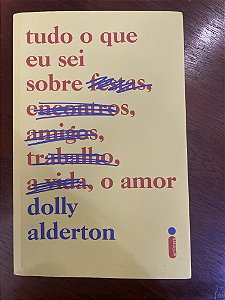 tudo o que
eu sei
sobre festas,
encontros,
amigos,
trabalho,
a vida, o amor
dolly
alderton